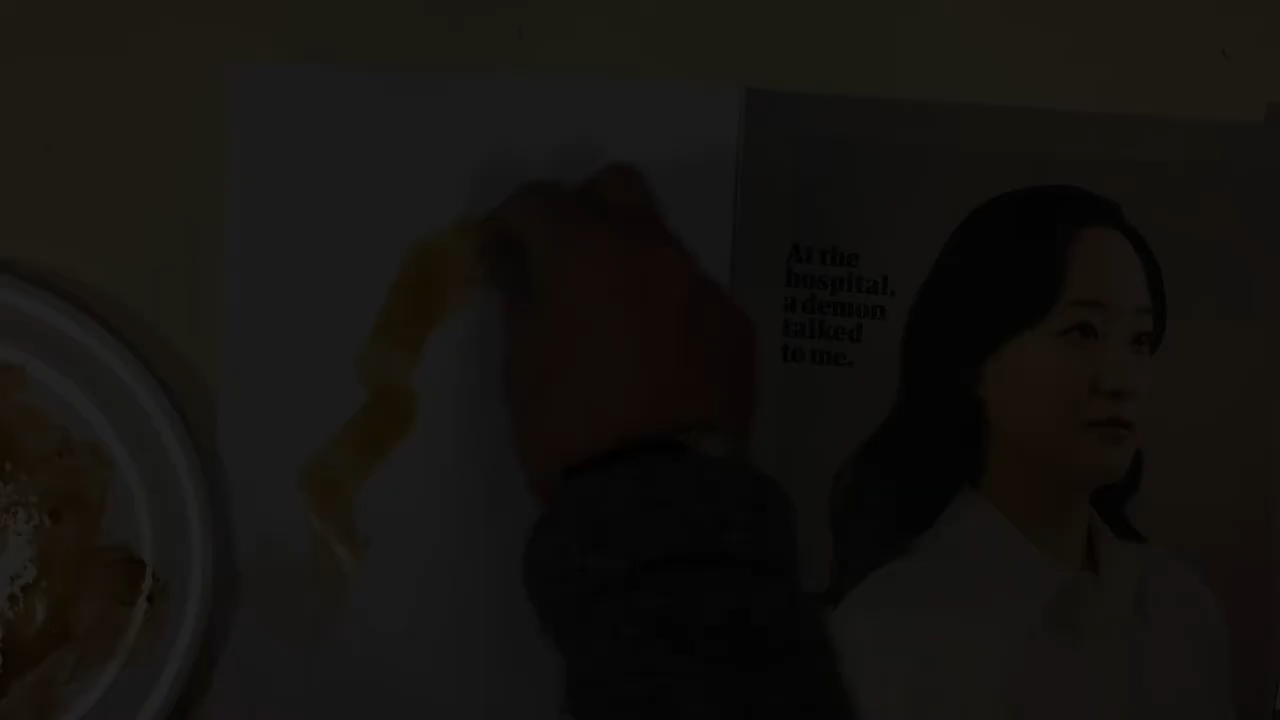 At the
hospital,
a demon
talked
to me.